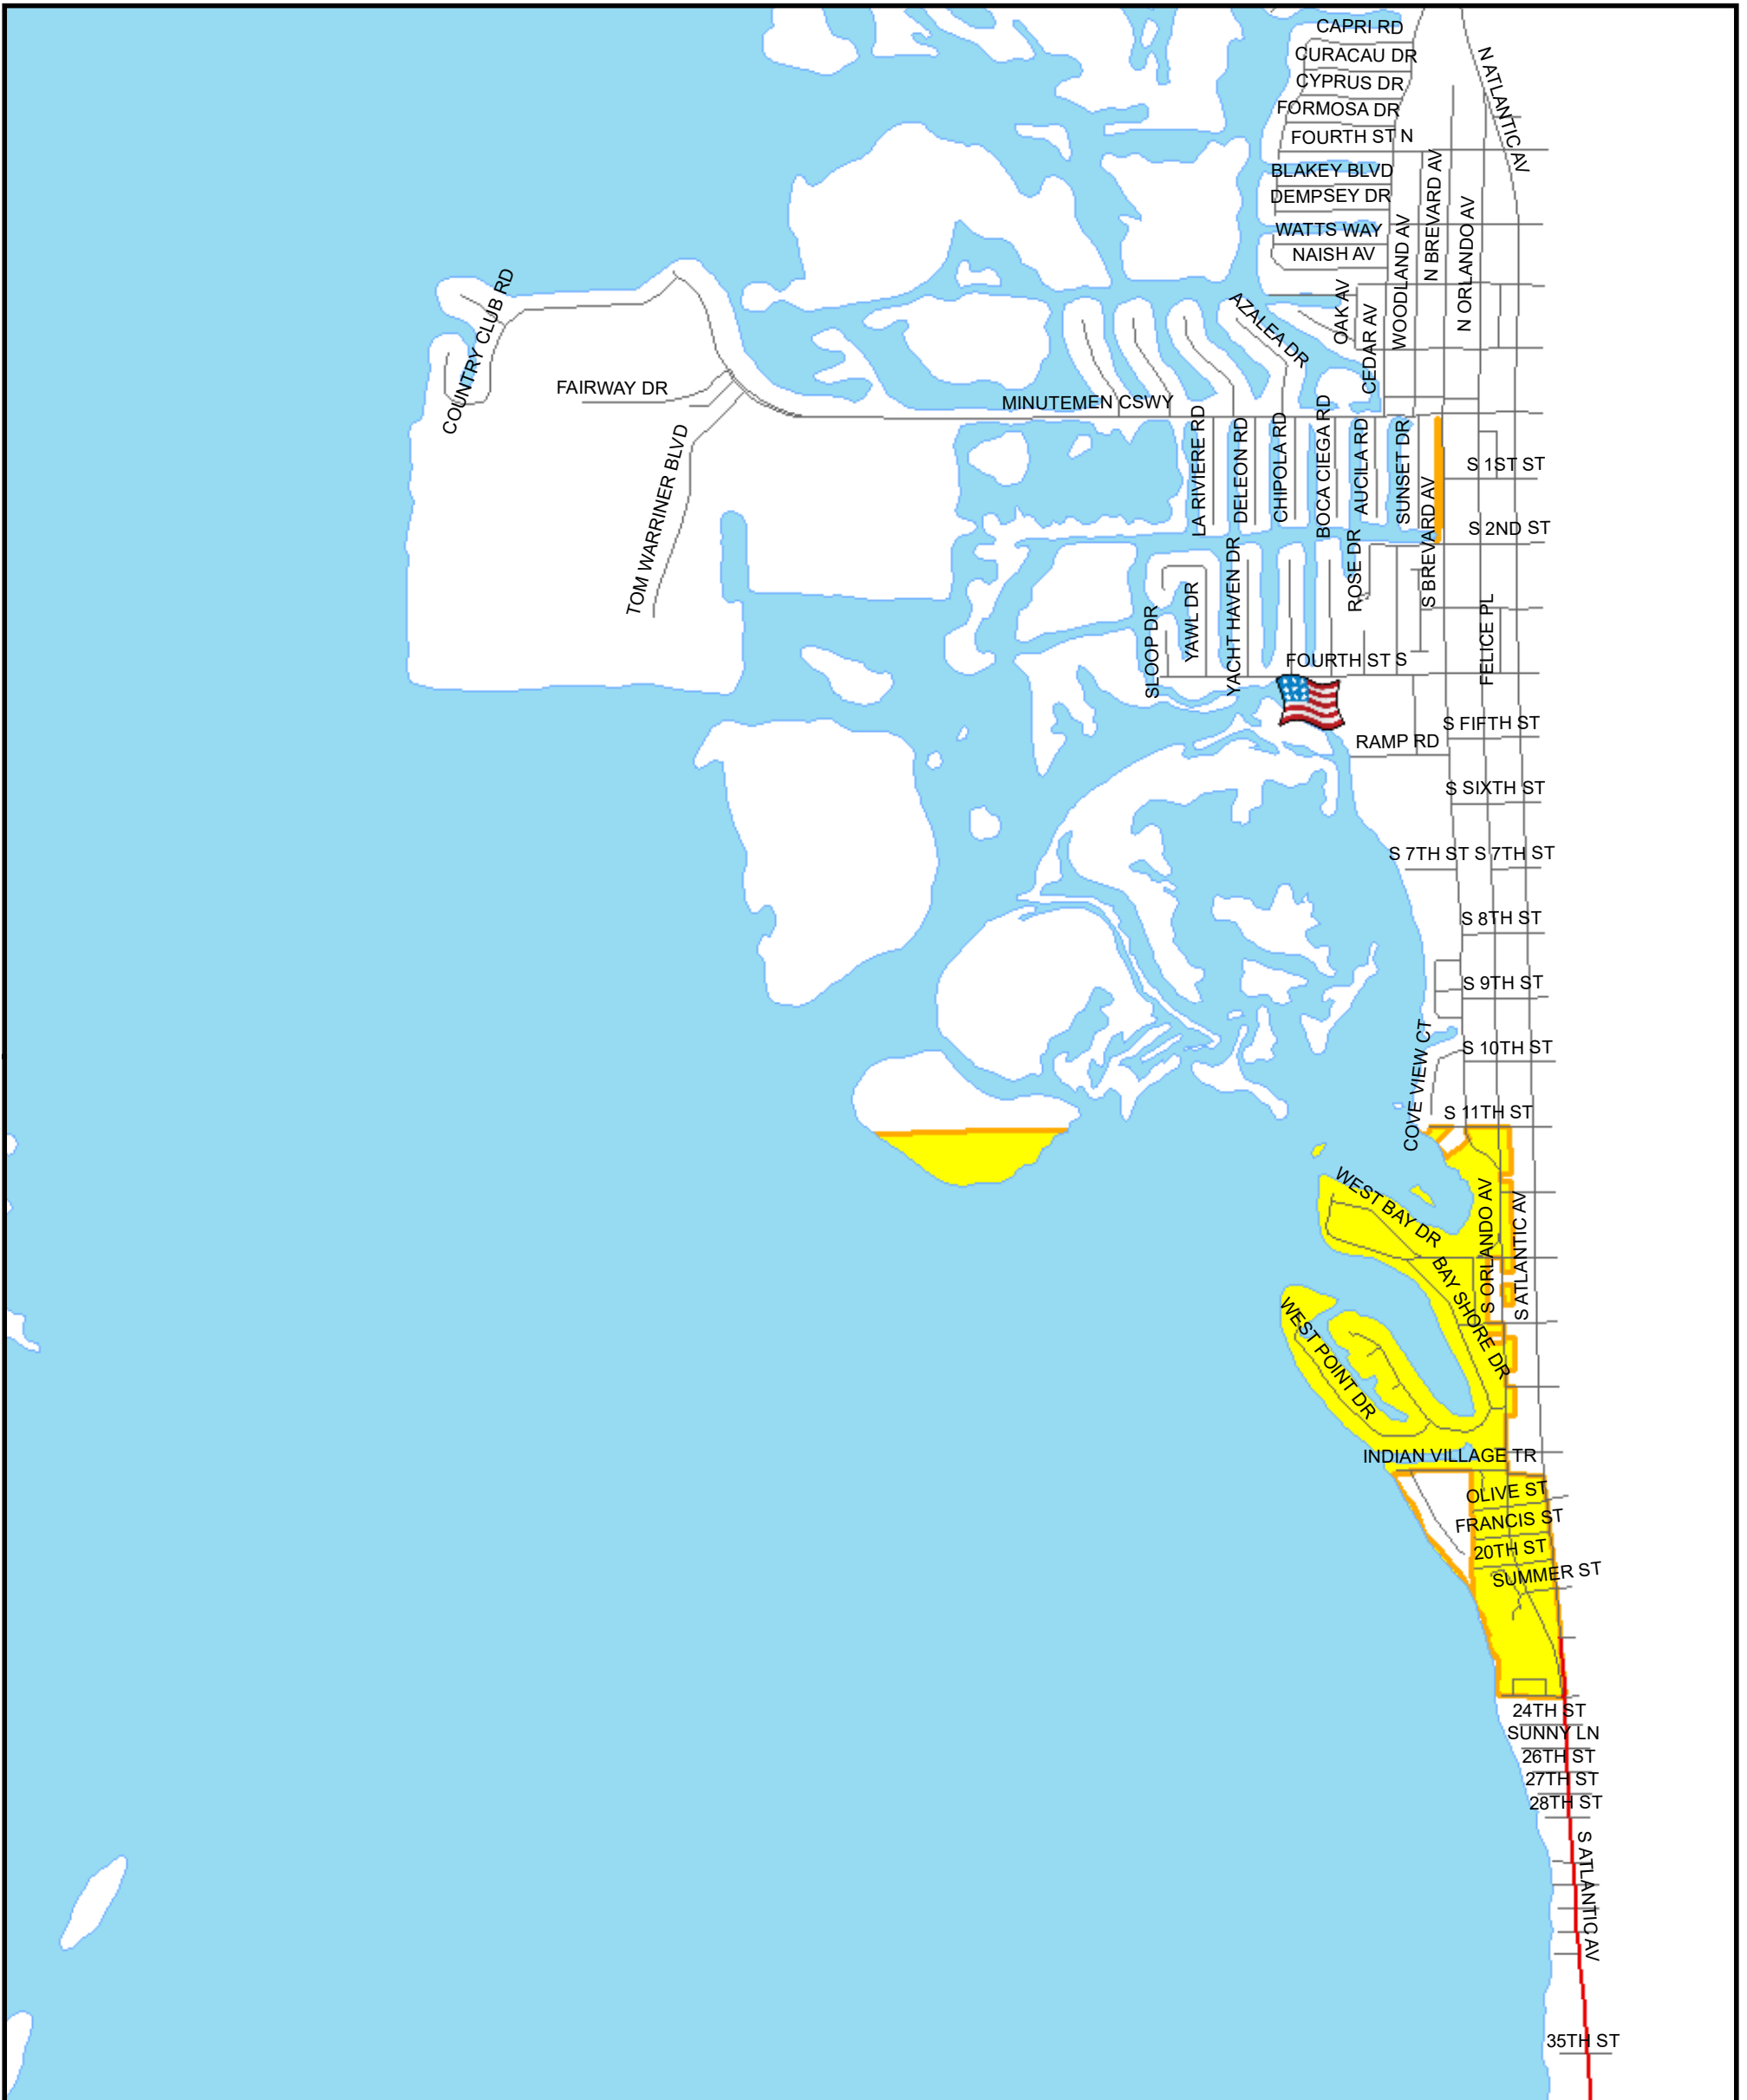 CAPRI RD
CURACAU DR
CYPRUS DR
FORMOSA DR
FOURTH ST N
BLAKEY BLVD
DEMPSEY DR
WATTS WAY
NAISH AV
N ATLANTIC AV
N BREVARD AV
WOODLAND AV
N ORLANDO AV
OAK AV
CEDAR AV
AZALEA DR
COUNTRY CLUB RD
FAIRWAY DR
MINUTEMEN CSWY
TOM WARRINER BLVD
LA RIVIERE RD
DELEON RD
CHIPOLA RD
BOCA CIEGA RD
AUCILA RD
SUNSET DR
S BREVARD AV
S 1ST ST
S 2ND ST
ROSE DR
SLOOP DR
YAWL DR
YACHT HAVEN DR
FELICE PL
FOURTH ST S
S FIFTH ST
RAMP RD
S SIXTH ST
S 7TH ST
S 7TH ST
S 8TH ST
S 9TH ST
S 10TH ST
COVE VIEW CT
S 11TH ST
WEST BAY DR
S ORLANDO AV
S ATLANTIC AV
BAY SHORE DR
WEST POINT DR
INDIAN VILLAGE TR
OLIVE ST
FRANCIS ST
20TH ST
SUMMER ST
24TH ST
SUNNY LN
26TH ST
27TH ST
28TH ST
S ATLANTIC AV
35TH ST